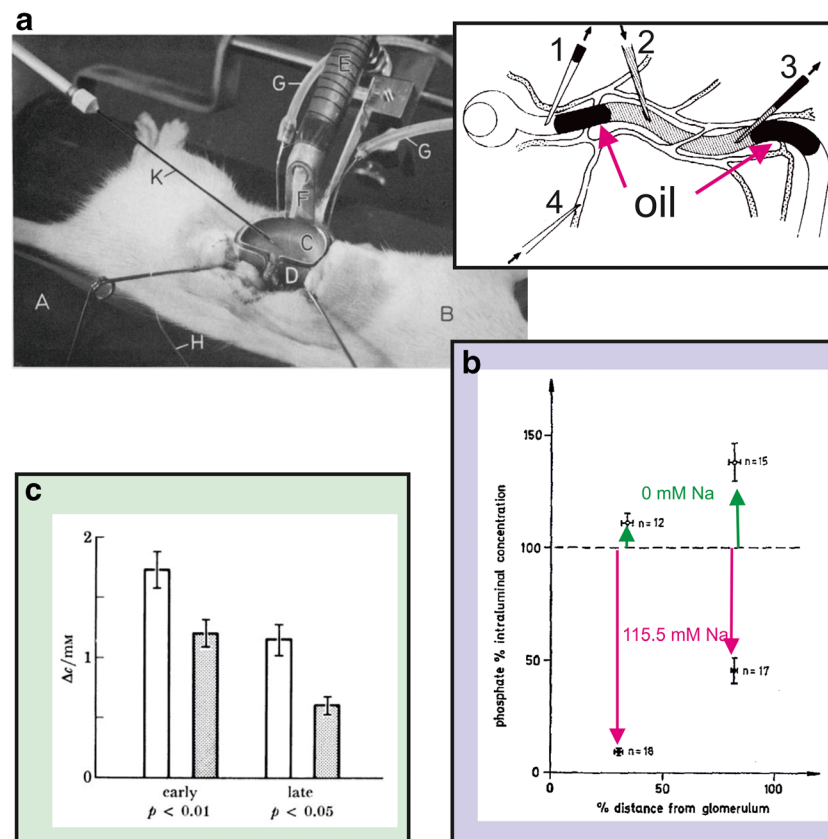 a
E
G
G
K
F
C
D
A
B
H
1
2
3
4
oil
b
150
100
50
0
0
50
100
phosphate % intraluminal concentration
% distance from glomerulum
n=15
0 mM Na
n=12
115.5 mM Na
n=17
n=18
c
2
1
0
Δc/mM
early
late
p < 0.01
p < 0.05